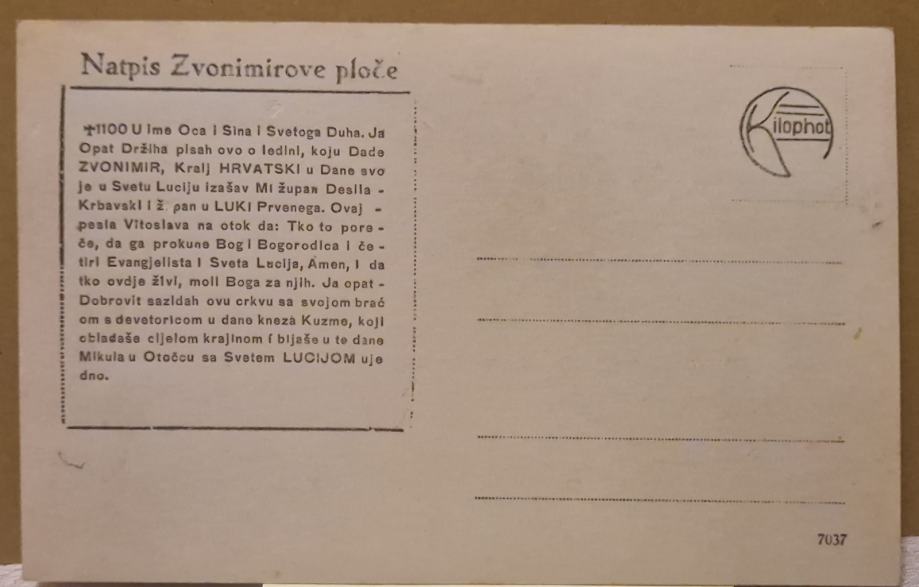 Natpis Zvonimirove ploče
✝1100 U ime Oca i Sina i Svetoga Duha. Ja
Opat Držiha pisah ovo o ledini, koju Dade
ZVONIMIR, Kralj HRVATSKI u Dane svo
je u Svetu Luciju izašav Mi župan Desila -
Krbavski i ž pan u LUKI Prvenega. Ovaj -
pesla Vitoslava na otok da: Tko to pore -
če, da ga prokune Bog i Bogorodica i če -
tiri Evangjelista i Sveta Lucija, Amen, i da
tko ovdje živi, moli Boga za njih. Ja opat -
Dobrovit sazidah ovu crkvu sa svojom brać
om s devetoricom u dane kneza Kuzme, koji
obladaše cijelom krajinom i bijaše u te dane
Mikula u Otočcu sa Svetem LUCIJOM uje
dno.
Kilophot
7037